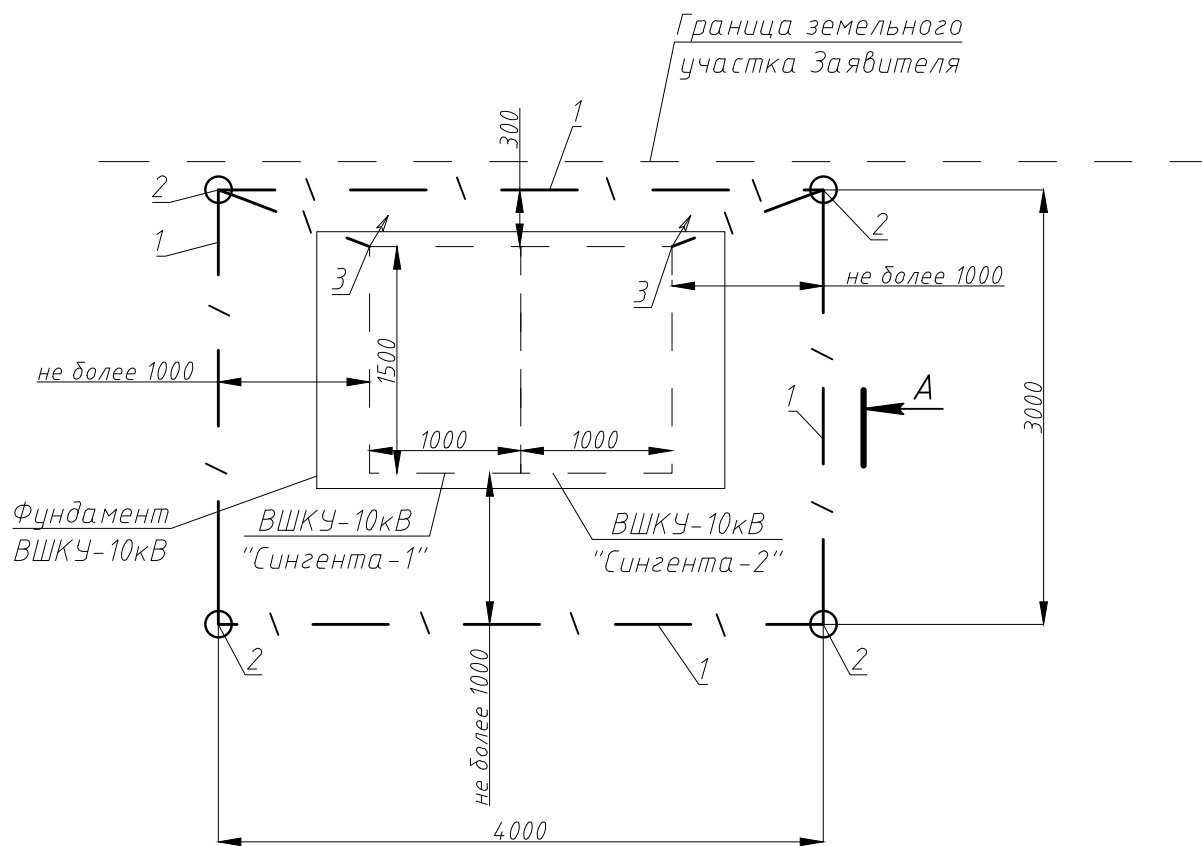 Граница земельного
участка Заявителя
300
1
2
1
2
3
3
не более 1000
не более 1000
1500
1
А
3000
1000
1000
Фундамент
ВШКУ-10кВ
ВШКУ-10кВ
"Сингента-1"
ВШКУ-10кВ
"Сингента-2"
2
не более 1000
1
2
4000